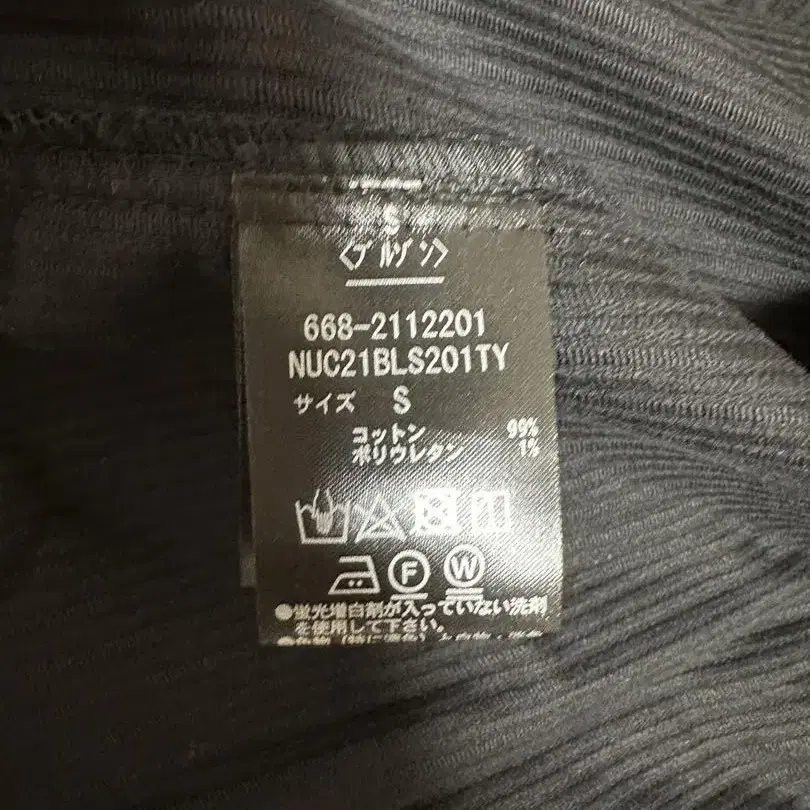 S
〈ブルゾン〉
668-2112201
NUC21BLS201TY
サイズ S
コットン 99%
ポリウレタン 1%
F W
●蛍光増白剤が入っていない洗剤
を使用して下さい。